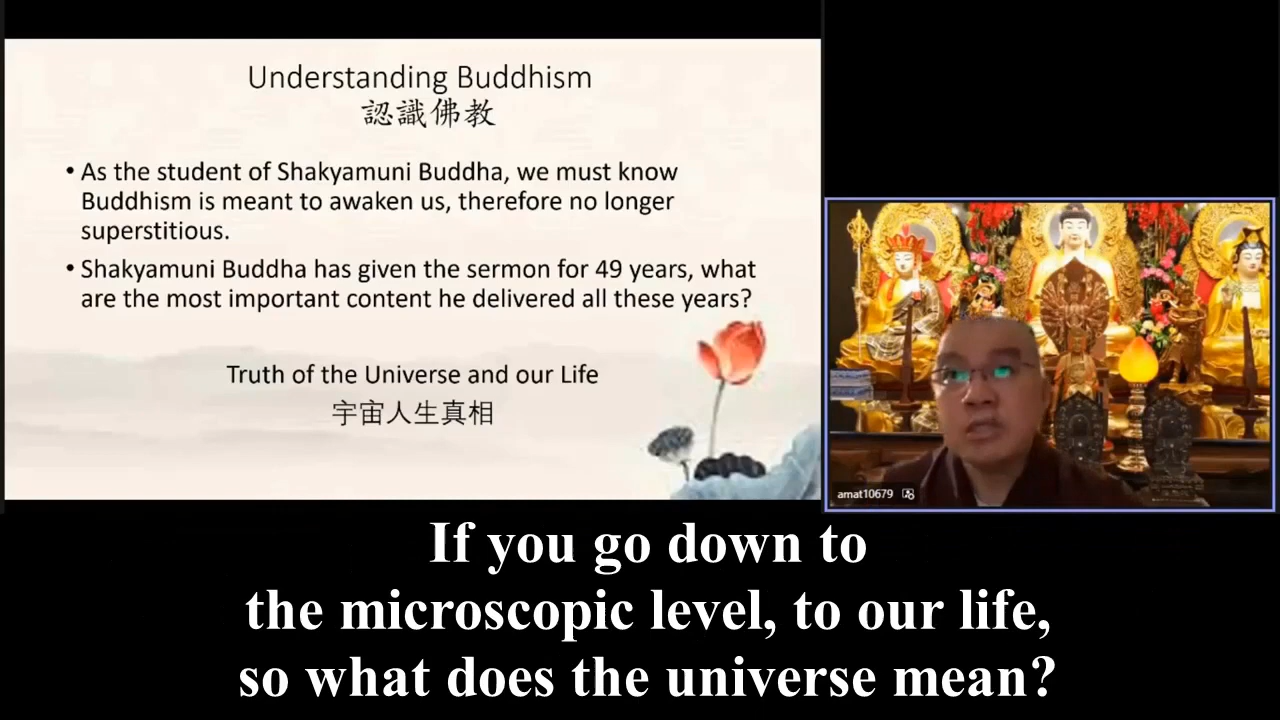 Understanding Buddhism
認識佛教
• As the student of Shakyamuni Buddha, we must know
Buddhism is meant to awaken us, therefore no longer
superstitious.
• Shakyamuni Buddha has given the sermon for 49 years, what
are the most important content he delivered all these years?
Truth of the Universe and our Life
宇宙人生真相
amat10679
If you go down to
the microscopic level, to our life,
so what does the universe mean?